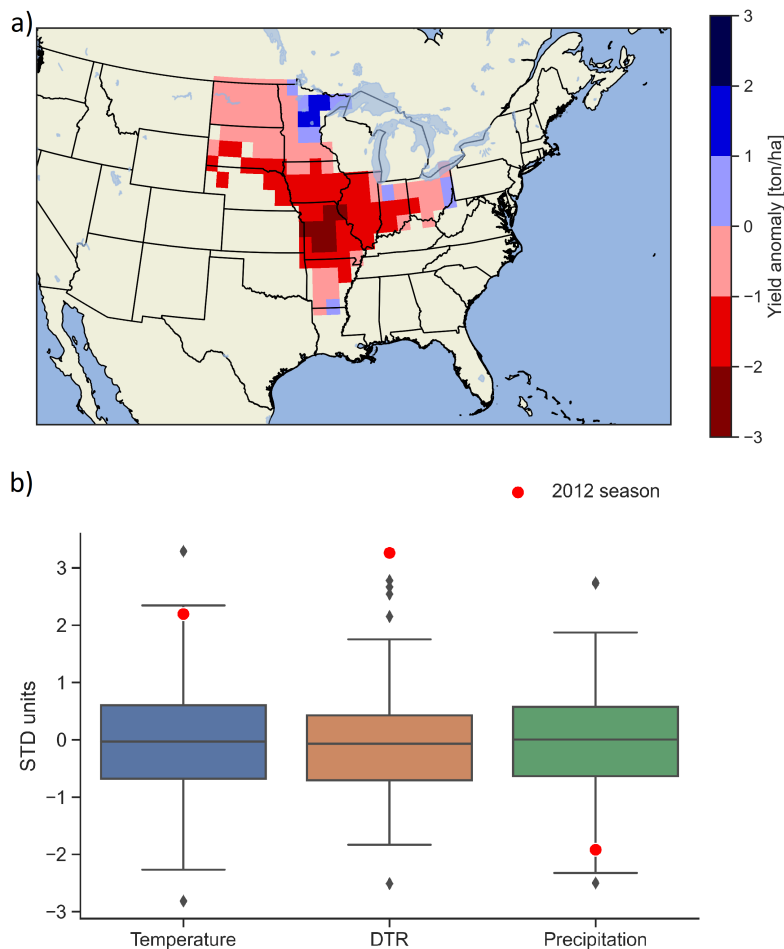 a)
3
2
1
0
−1
−2
−3
Yield anomaly [ton/ha]
b)
2012 season
3
2
1
0
−1
−2
−3
STD units
Temperature
DTR
Precipitation